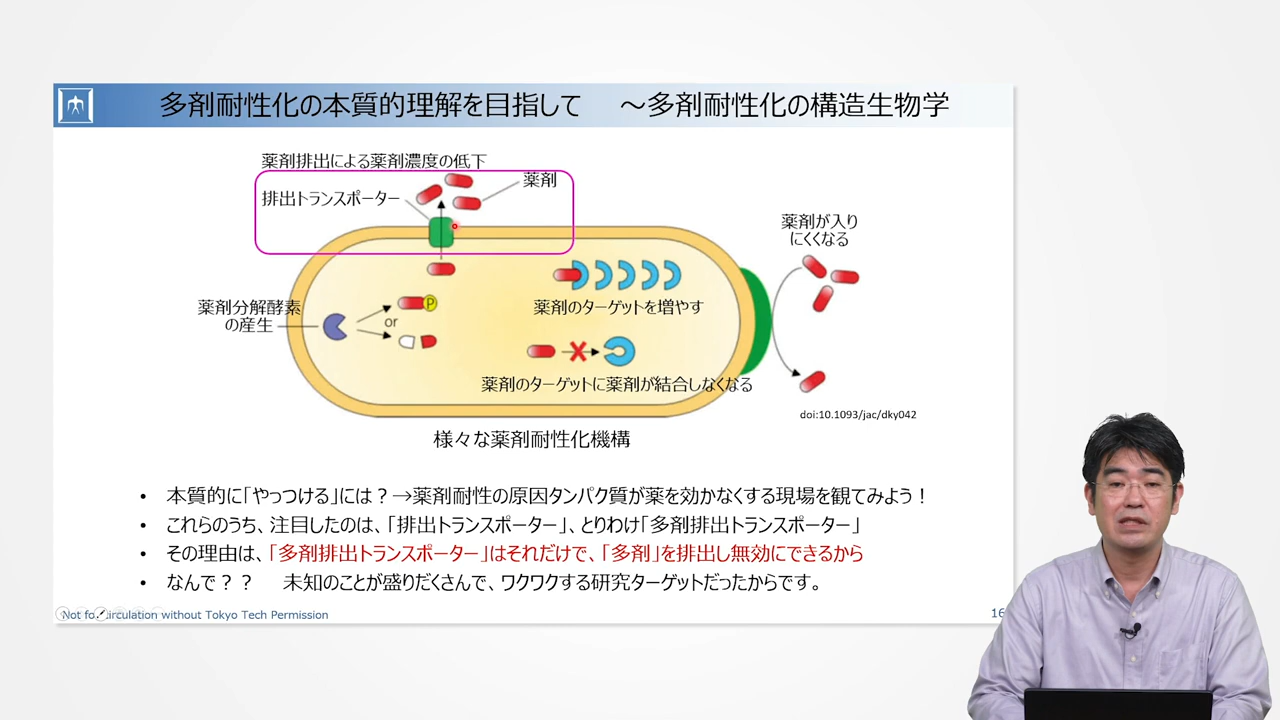 多剤耐性化の本質的理解を目指して ～多剤耐性化の構造生物学
薬剤排出による薬剤濃度の低下
排出トランスポーター
薬剤
薬剤が入り
にくくなる
薬剤分解酵素
の産生
P
or
薬剤のターゲットを増やす
薬剤のターゲットに薬剤が結合しなくなる
doi:10.1093/jac/dky042
様々な薬剤耐性化機構
• 本質的に「やっつける」には？→薬剤耐性の原因タンパク質が薬を効かなくする現場を観てみよう！
• これらのうち、注目したのは、「排出トランスポーター」、とりわけ「多剤排出トランスポーター」
• その理由は、「多剤排出トランスポーター」はそれだけで、「多剤」を排出し無効にできるから
• なんで？？ 未知のことが盛りだくさんで、ワクワクする研究ターゲットだったからです。
Not for circulation without Tokyo Tech Permission
16